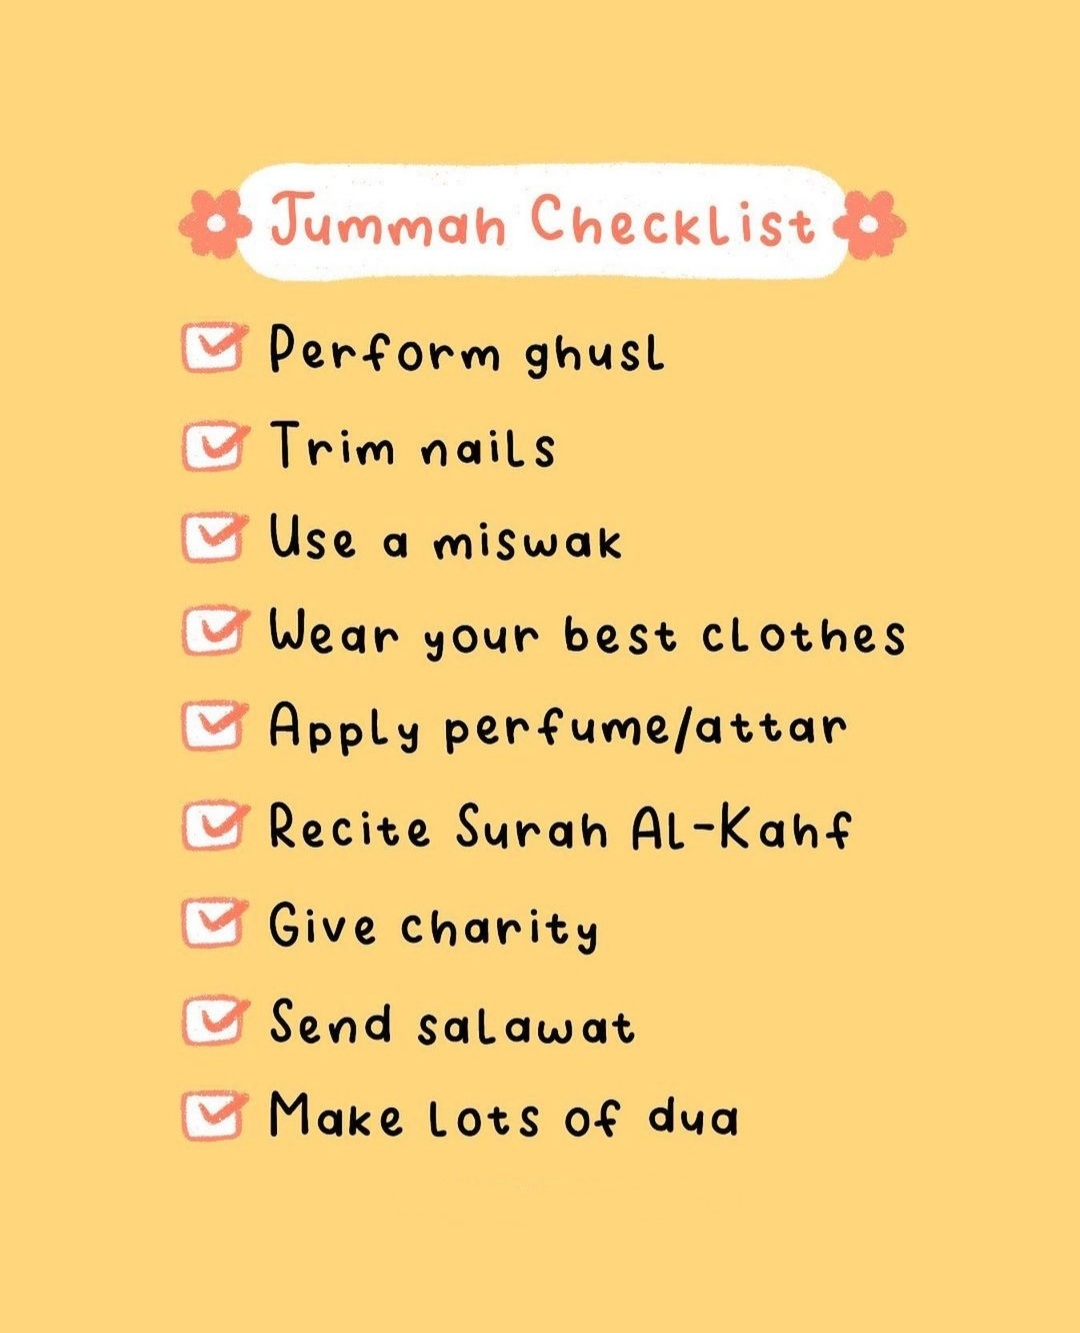 Jummah Checklist
Perform ghusl
Trim nails
Use a miswak
Wear your best clothes
Apply perfume/attar
Recite Surah Al-Kahf
Give charity
Send salawat
Make lots of dua